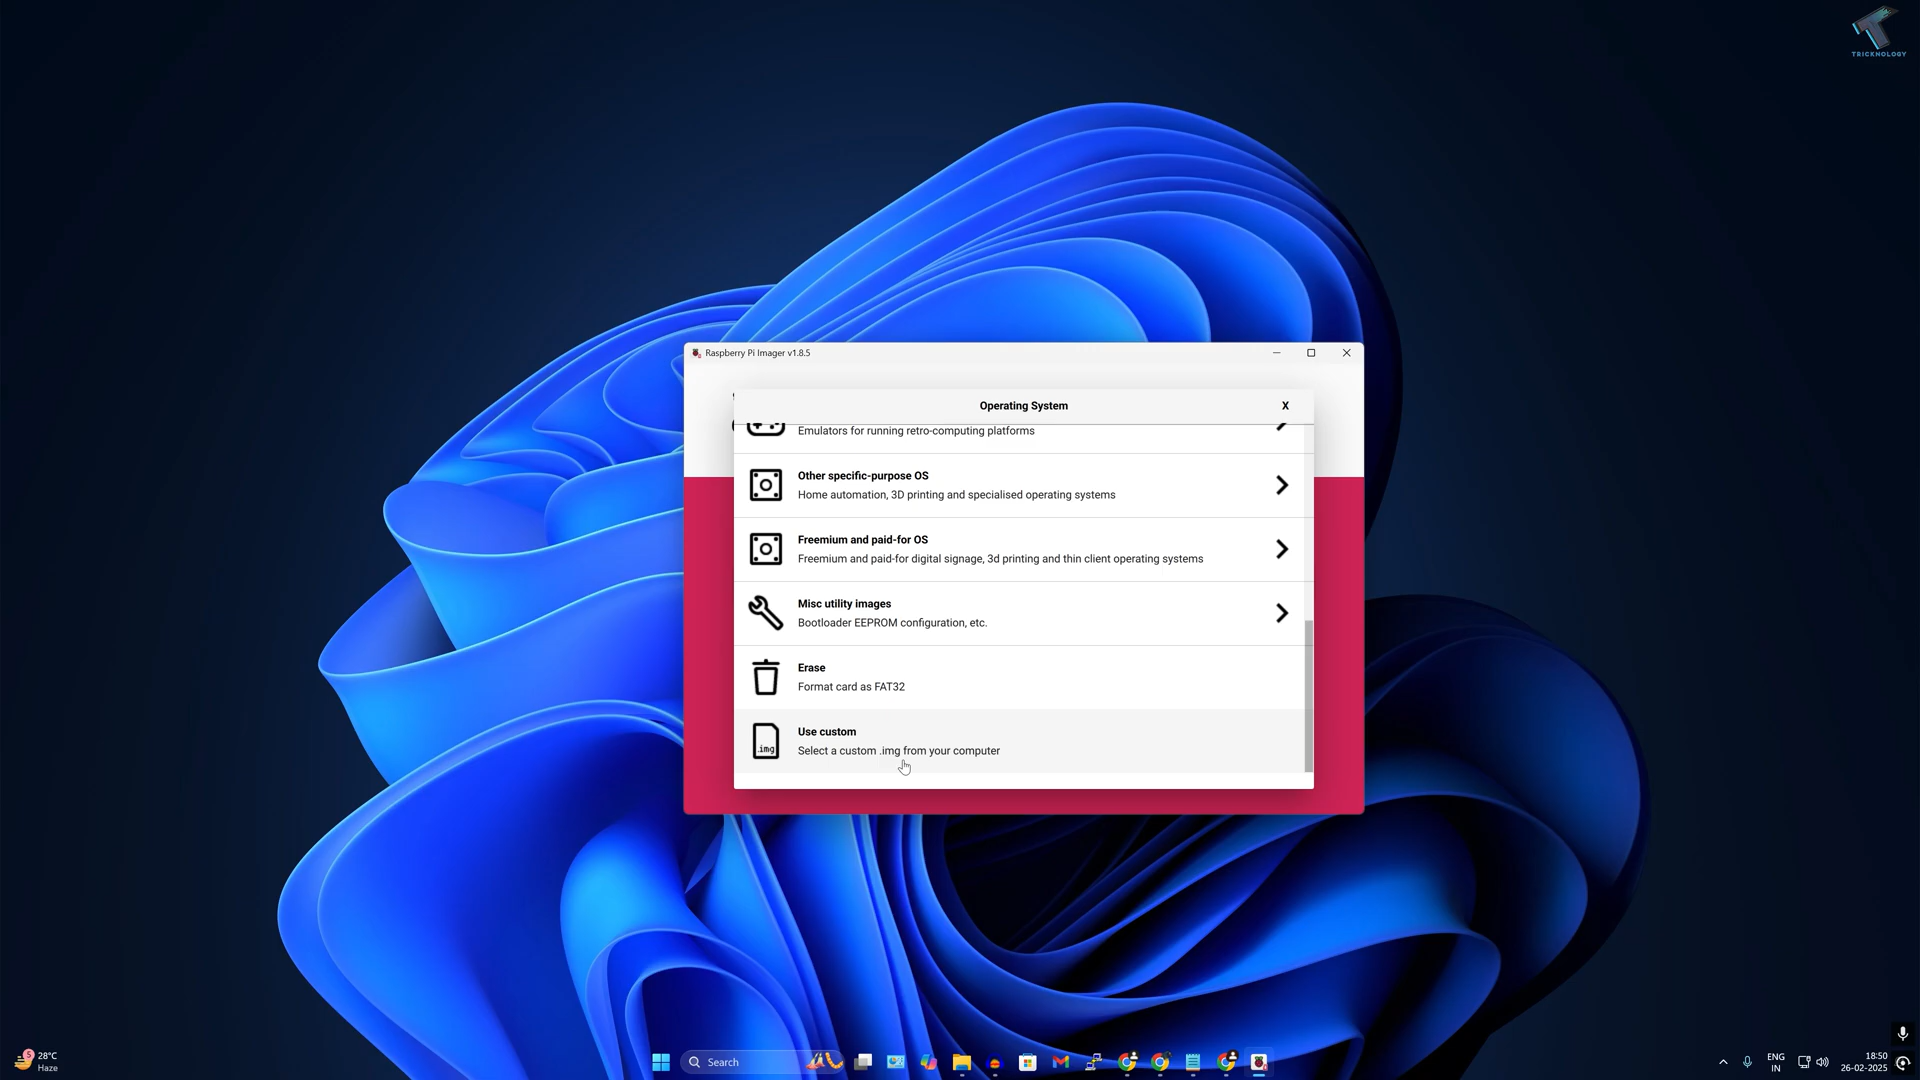 TRICKNOLOGY
Raspberry Pi Imager v1.8.5
Operating System
X
Emulators for running retro-computing platforms
Other specific-purpose OS
Home automation, 3D printing and specialised operating systems
Freemium and paid-for OS
Freemium and paid-for digital signage, 3d printing and thin client operating systems
Misc utility images
Bootloader EEPROM configuration, etc.
Erase
Format card as FAT32
.img
Use custom
Select a custom .img from your computer
5
28°C
Haze
Search
ENG
IN
18:50
26-02-2025